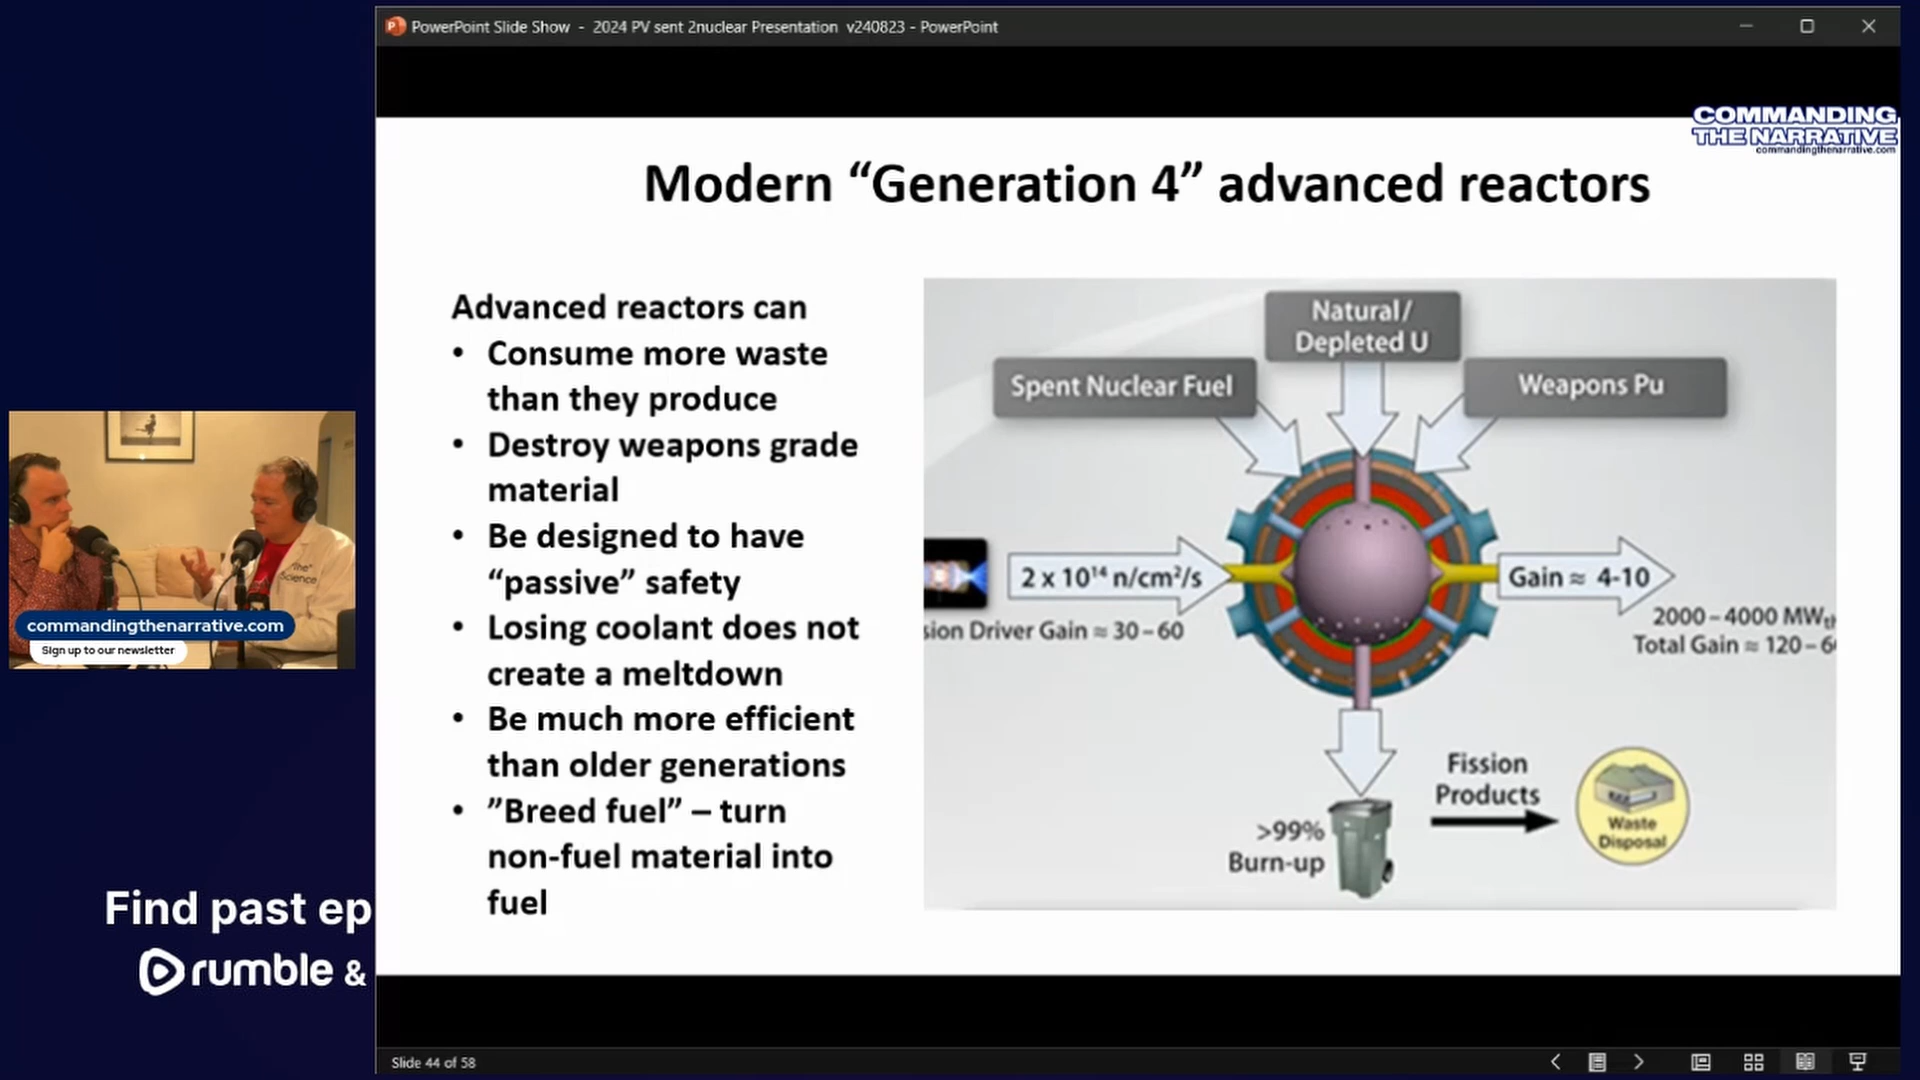 PowerPoint Slide Show - 2024 PV sent 2nuclear Presentation v240823 - PowerPoint
COMMANDING
THE NARRATIVE
commandingthenarrative.com
Modern “Generation 4” advanced reactors
Advanced reactors can
• Consume more waste
than they produce
• Destroy weapons grade
material
• Be designed to have
“passive” safety
• Losing coolant does not
create a meltdown
• Be much more efficient
than older generations
• ”Breed fuel” – turn
non-fuel material into
fuel
Natural/
Depleted U
Spent Nuclear Fuel
Weapons Pu
2 x 10¹⁴ n/cm²/s
sion Driver Gain ≈ 30–60
Gain ≈ 4-10
2000–4000 MWₜₕ
Total Gain ≈ 120–6
>99%
Burn-up
Fission
Products
Waste
Disposal
"The"
Science
commandingthenarrative.com
Sign up to our newsletter
Find past ep
rumble &
Slide 44 of 58